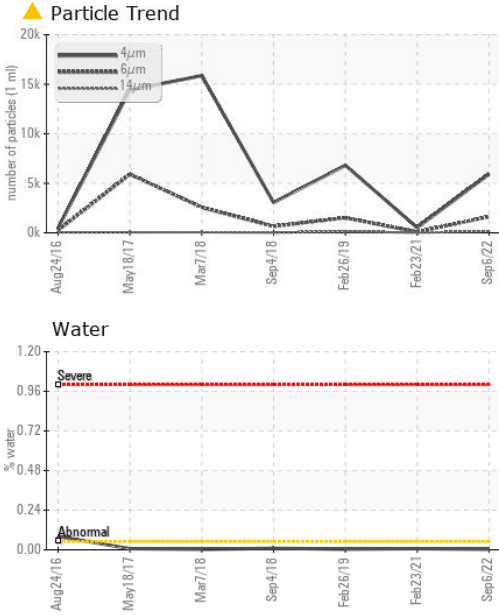 Particle Trend
number of particles (1 ml)
20k
15k
10k
5k
0k
4µm
6µm
14µm
Aug24/16
May18/17
Mar7/18
Sep4/18
Feb26/19
Feb23/21
Sep6/22
Water
% water
1.20
0.96
0.72
0.48
0.24
0.00
Severe
Abnormal
Aug24/16
May18/17
Mar7/18
Sep4/18
Feb26/19
Feb23/21
Sep6/22